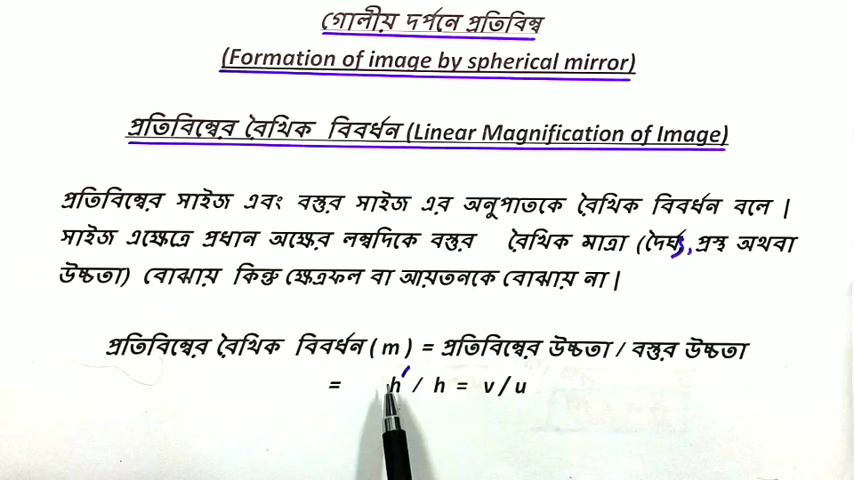 গোলীয় দর্পনে প্রতিবিম্ব
(Formation of image by spherical mirror)
প্রতিবিম্বের রৈখিক বিবর্ধন (Linear Magnification of Image)
প্রতিবিম্বের সাইজ এবং বস্তুর সাইজ এর অনুপাতকে রৈখিক বিবর্ধন বলে |
সাইজ এক্ষেত্রে প্রধান অক্ষের লম্বদিকে বস্তুর রৈখিক মাত্রা (দৈর্ঘ্য, প্রস্থ অথবা
উচ্চতা) বোঝায় কিন্তু ক্ষেত্রফল বা আয়তনকে বোঝায় না |
প্রতিবিম্বের রৈখিক বিবর্ধন ( m ) = প্রতিবিম্বের উচ্চতা / বস্তুর উচ্চতা
= h′ / h = v / u